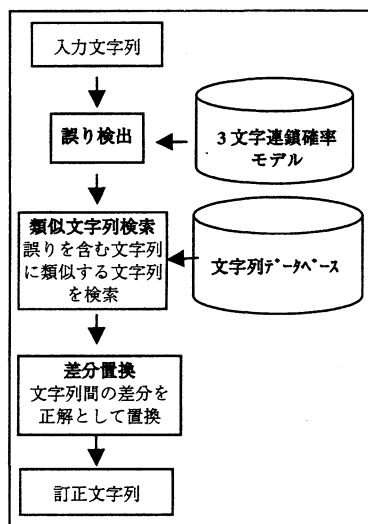 入力文字列
誤り検出
3文字連鎖確率
モデル
類似文字列検索
誤りを含む文字列
に類似する文字列
を検索
文字列ﾃﾞｰﾀﾍﾞｰｽ
差分置換
文字列間の差分を
正解として置換
訂正文字列